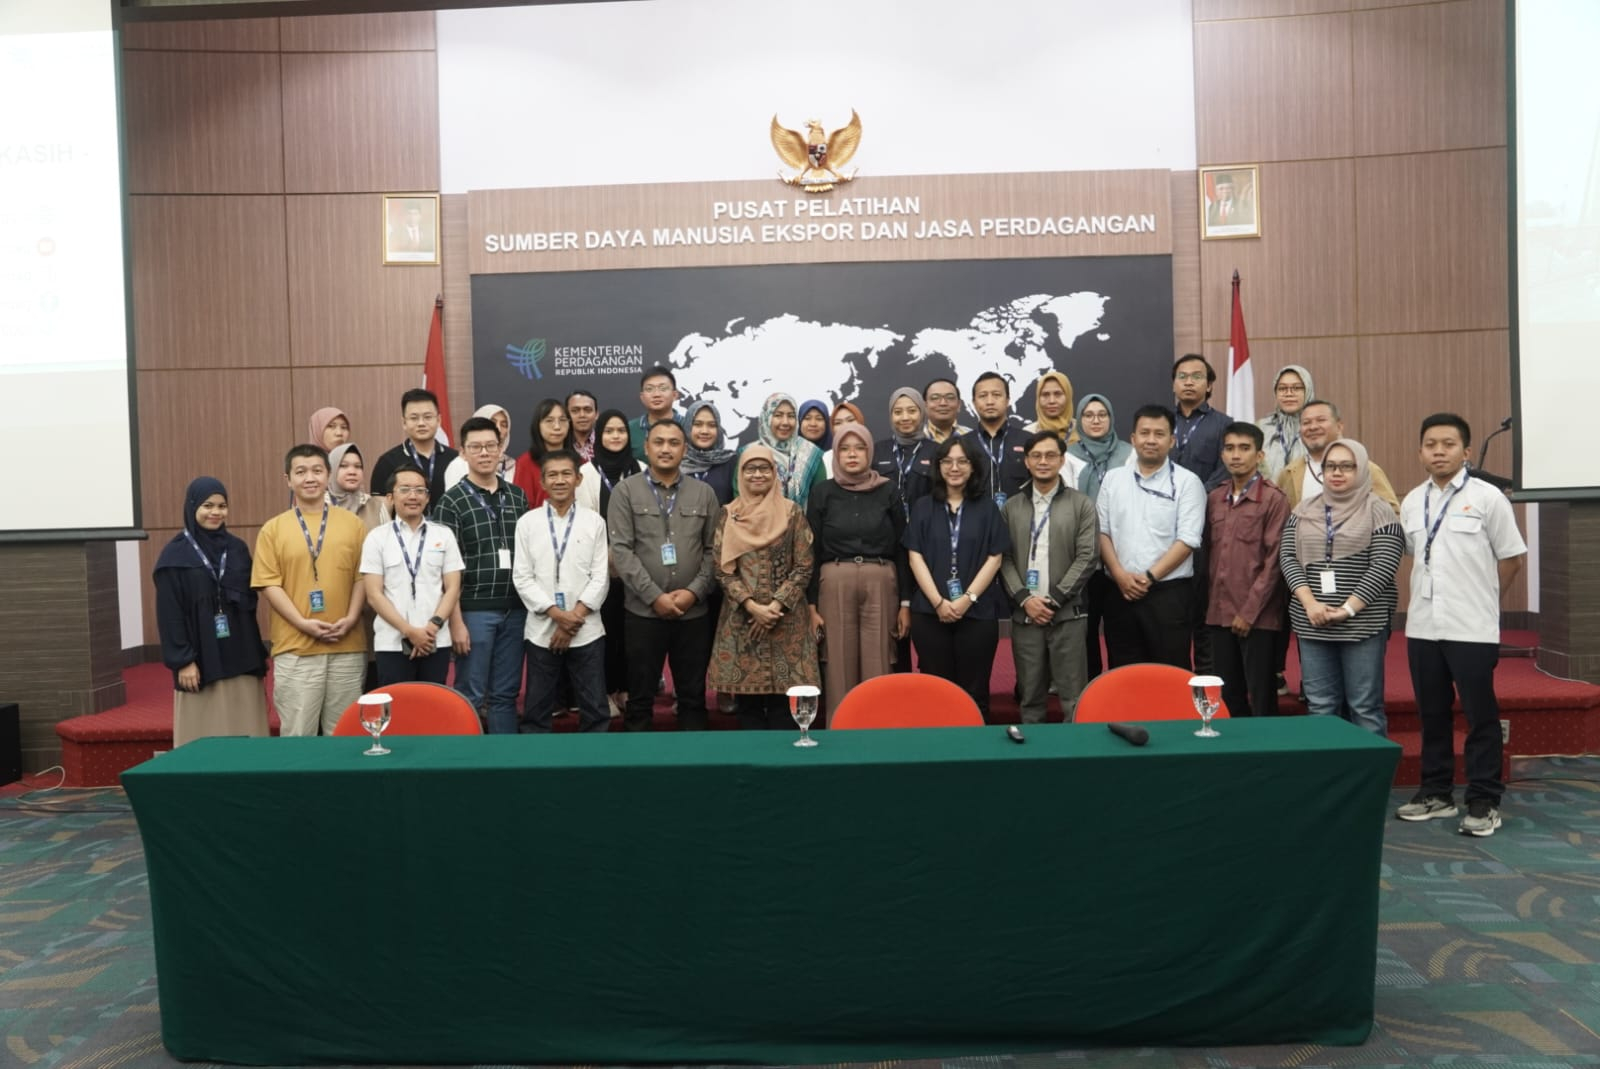 KASIH -
PUSAT PELATIHAN
SUMBER DAYA MANUSIA EKSPOR DAN JASA PERDAGANGAN
KEMENTERIAN
PERDAGANGAN
REPUBLIK INDONESIA